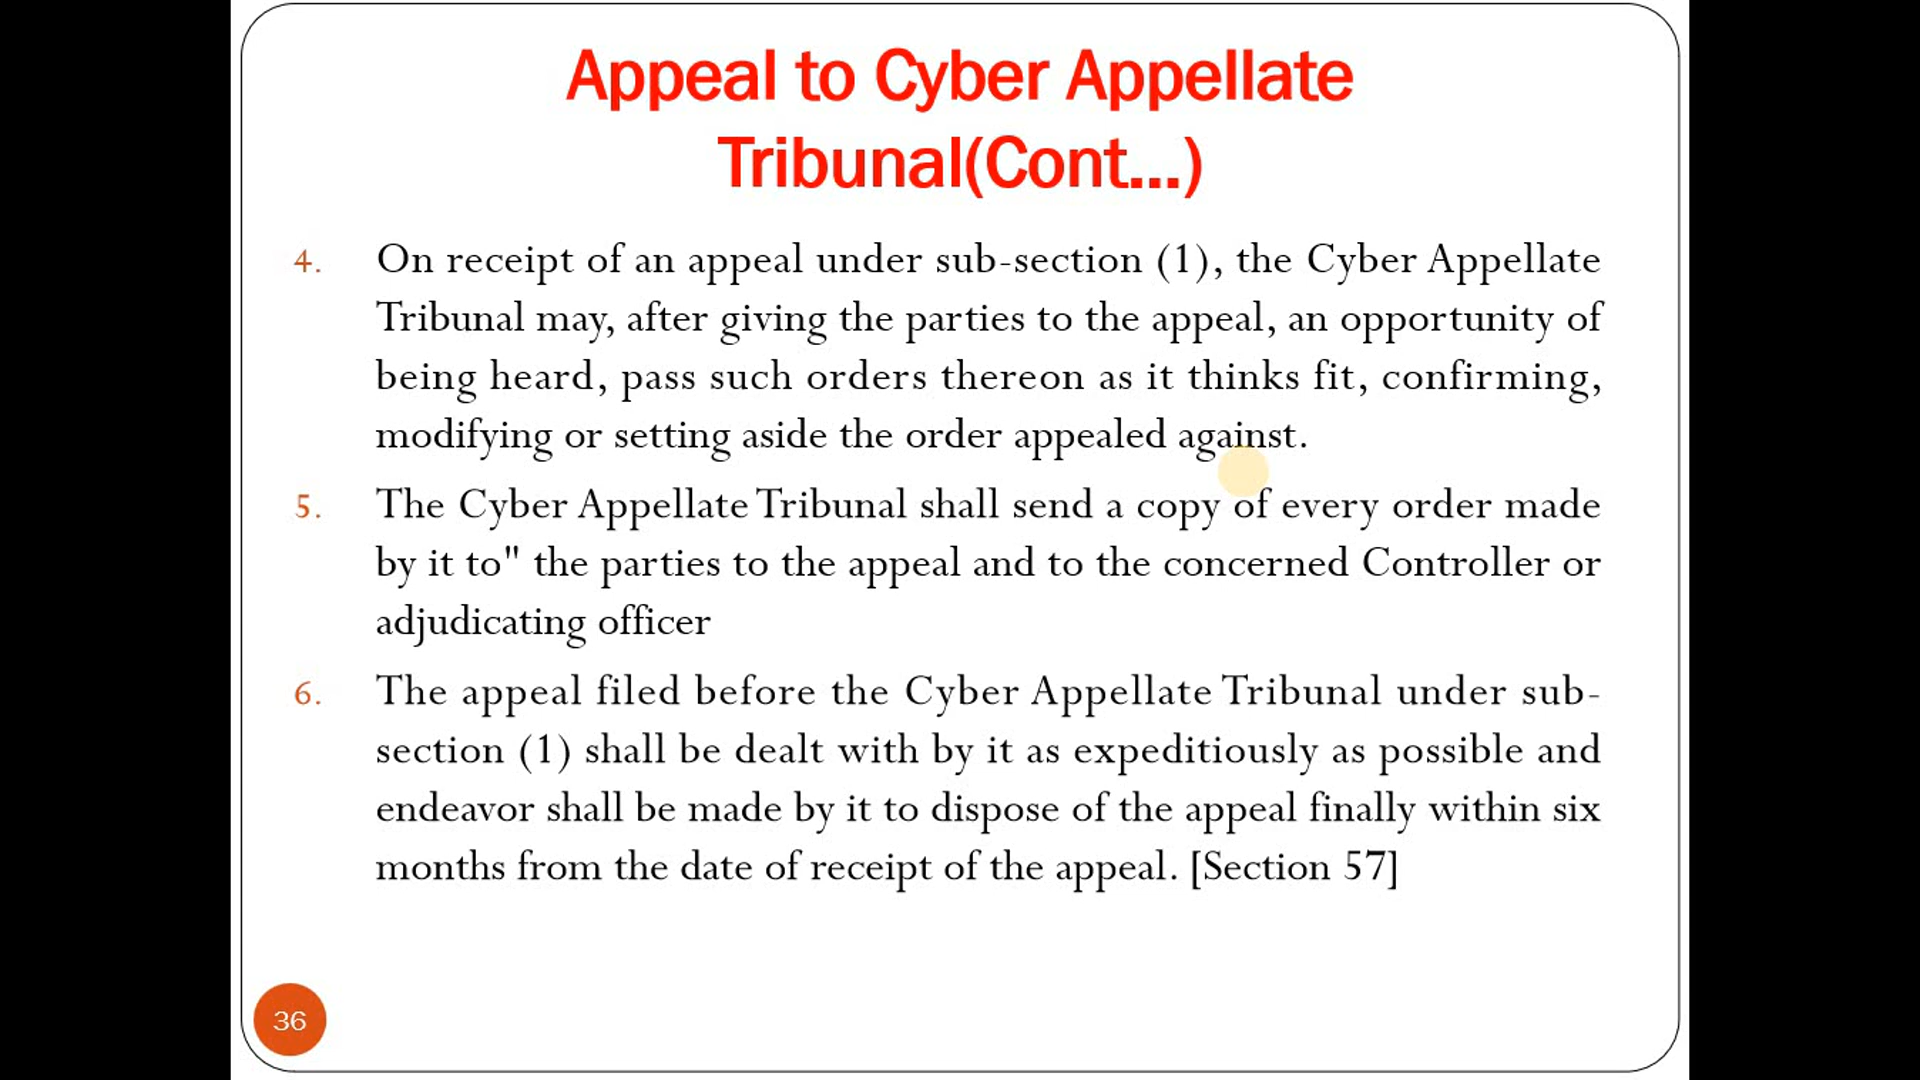 Appeal to Cyber Appellate
Tribunal(Cont...)
4. On receipt of an appeal under sub-section (1), the Cyber Appellate
Tribunal may, after giving the parties to the appeal, an opportunity of
being heard, pass such orders thereon as it thinks fit, confirming,
modifying or setting aside the order appealed against.
5. The Cyber Appellate Tribunal shall send a copy of every order made
by it to" the parties to the appeal and to the concerned Controller or
adjudicating officer
6. The appeal filed before the Cyber Appellate Tribunal under sub-
section (1) shall be dealt with by it as expeditiously as possible and
endeavor shall be made by it to dispose of the appeal finally within six
months from the date of receipt of the appeal. [Section 57]
36